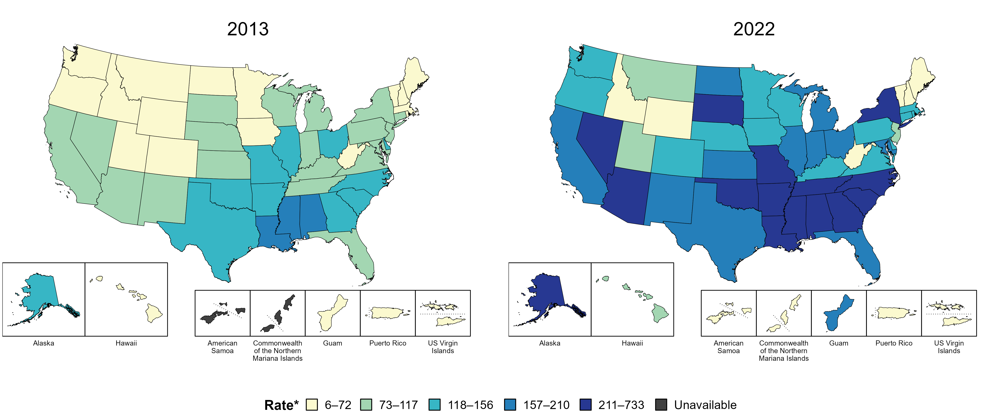 2013
2022
Alaska
Hawaii
American
Samoa
Commonwealth
of the Northern
Mariana Islands
Guam
Puerto Rico
US Virgin
Islands
Alaska
Hawaii
American
Samoa
Commonwealth
of the Northern
Mariana Islands
Guam
Puerto Rico
US Virgin
Islands
Rate* 6–72 73–117 118–156 157–210 211–733 Unavailable